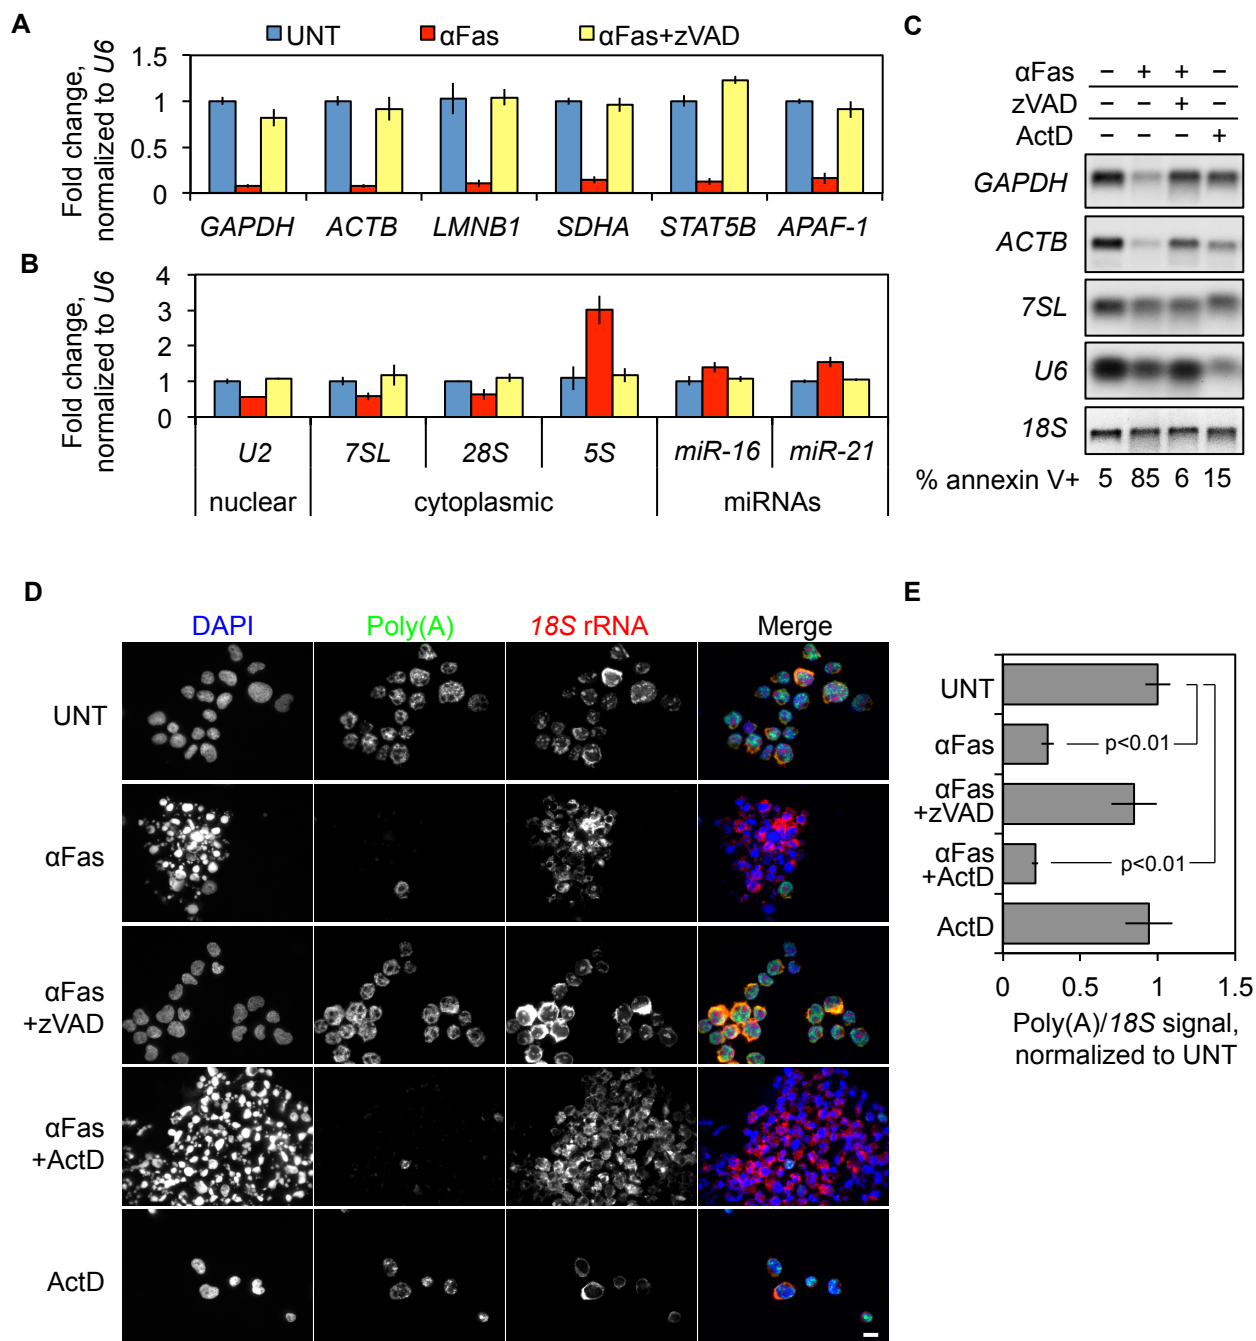 A
UNT αFas αFas+zVAD
Fold change,
normalized to U6
1.5
1
0.5
0
GAPDH ACTB LMNB1 SDHA STAT5B APAF-1
B
Fold change,
normalized to U6
4
3
2
1
0
U2 7SL 28S 5S miR-16 miR-21
nuclear cytoplasmic miRNAs
C
αFas – + + –
zVAD – – + –
ActD – – – +
GAPDH
ACTB
7SL
U6
18S
% annexin V+ 5 85 6 15
D
DAPI Poly(A) 18S rRNA Merge
UNT
αFas
αFas
+zVAD
αFas
+ActD
ActD
E
UNT
αFas
p<0.01
αFas
+zVAD
αFas
+ActD
p<0.01
ActD
0 0.5 1 1.5
Poly(A)/18S signal,
normalized to UNT